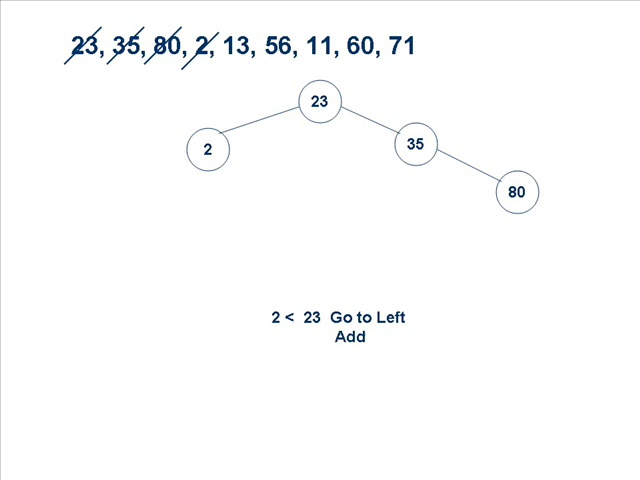 23, 35, 80, 2, 13, 56, 11, 60, 71
23
2
35
80
2 < 23 Go to Left
Add